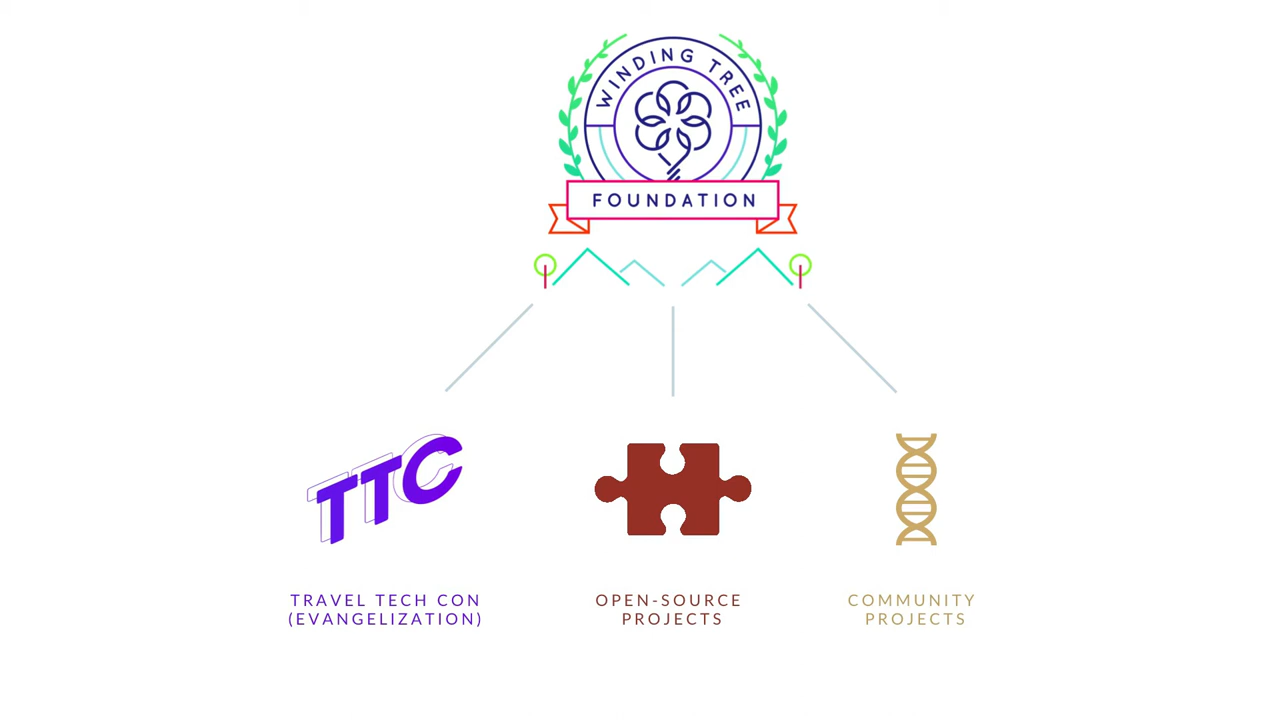 WINDING TREE
FOUNDATION
TTC
TRAVEL TECH CON
(EVANGELIZATION)
OPEN-SOURCE
PROJECTS
COMMUNITY
PROJECTS